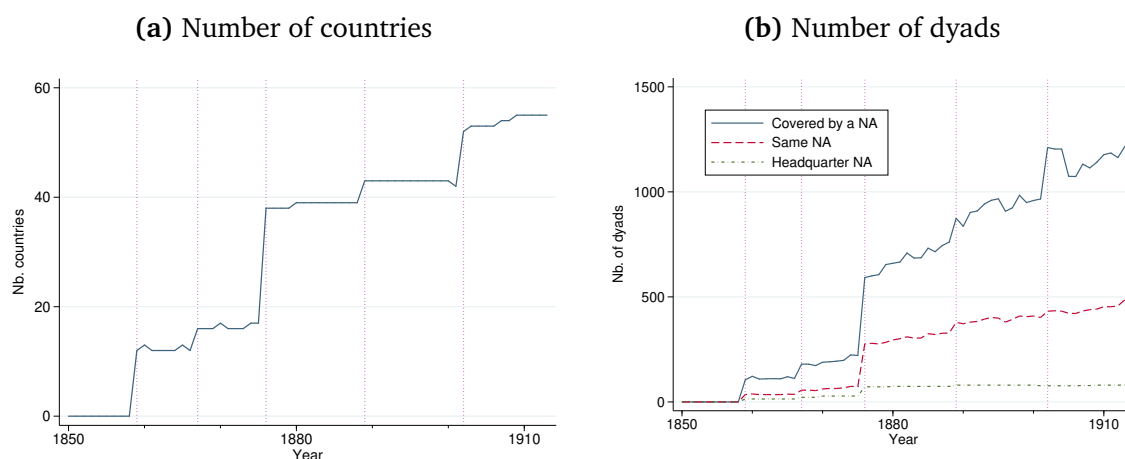 (a) Number of countries
60
40
20
0
Nb. countries
1850
1880
1910
Year
(b) Number of dyads
1500
1000
500
0
Nb. of dyads
Covered by a NA
Same NA
Headquarter NA
1850
1880
1910
Year